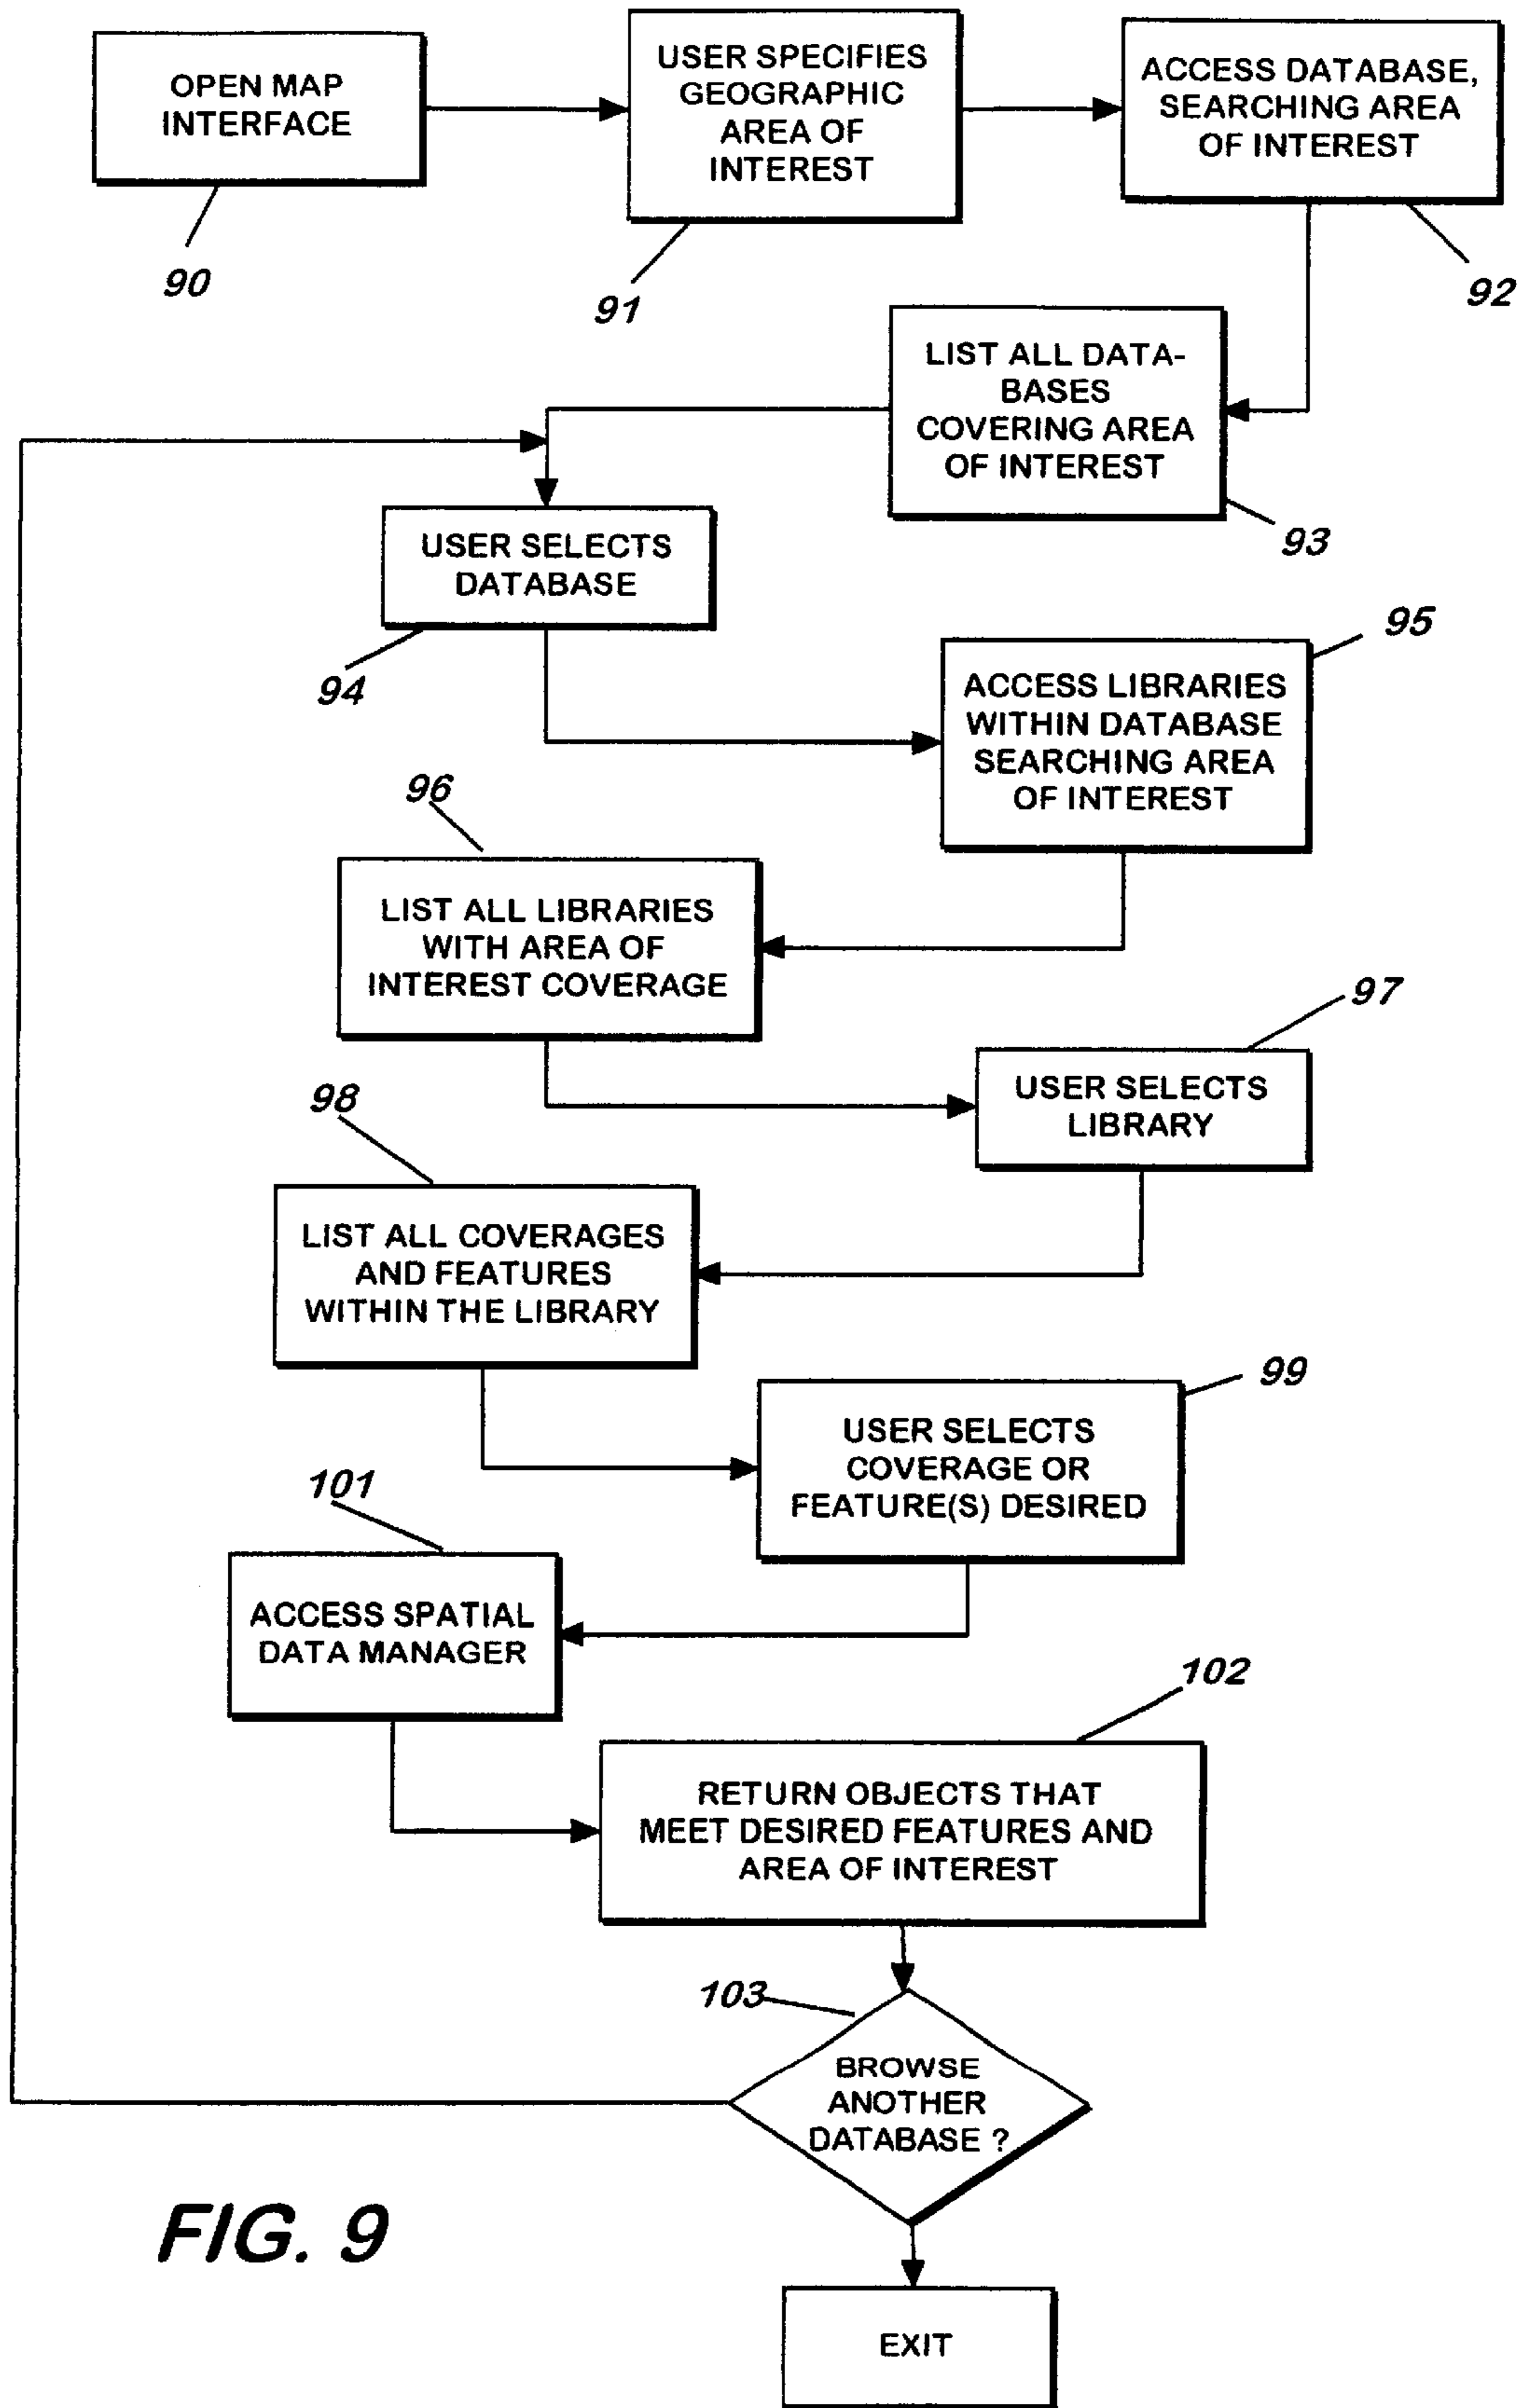 OPEN MAP
INTERFACE
90
USER SPECIFIES
GEOGRAPHIC
AREA OF
INTEREST
91
ACCESS DATABASE,
SEARCHING AREA
OF INTEREST
92
LIST ALL DATA-
BASES
COVERING AREA
OF INTEREST
93
USER SELECTS
DATABASE
94
95
ACCESS LIBRARIES
WITHIN DATABASE
SEARCHING AREA
OF INTEREST
96
LIST ALL LIBRARIES
WITH AREA OF
INTEREST COVERAGE
97
USER SELECTS
LIBRARY
98
LIST ALL COVERAGES
AND FEATURES
WITHIN THE LIBRARY
99
USER SELECTS
COVERAGE OR
FEATURE(S) DESIRED
101
ACCESS SPATIAL
DATA MANAGER
102
RETURN OBJECTS THAT
MEET DESIRED FEATURES AND
AREA OF INTEREST
103
BROWSE
ANOTHER
DATABASE ?
FIG. 9
EXIT